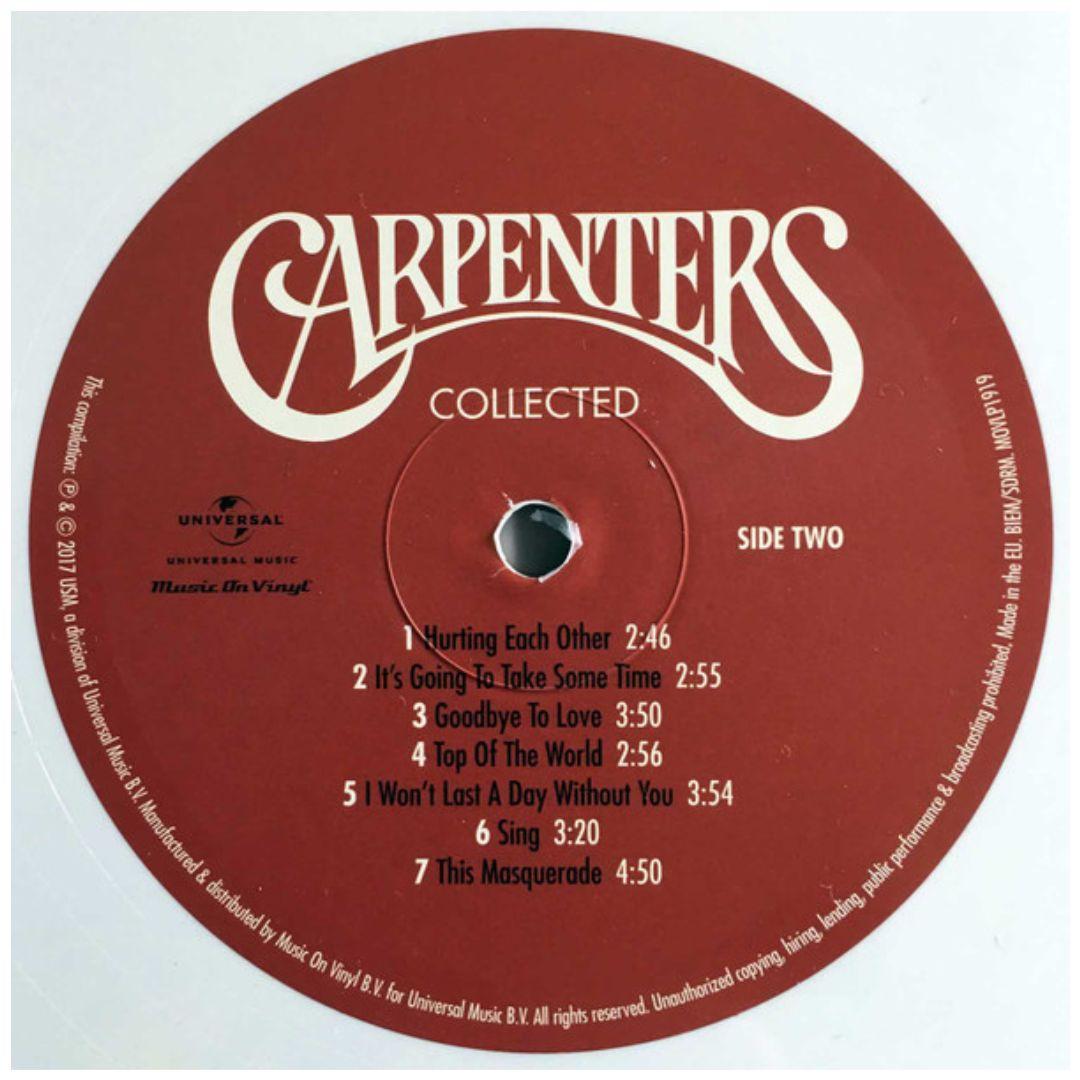 CARPENTERS
COLLECTED
UNIVERSAL
UNIVERSAL MUSIC
Music On Vinyl
SIDE TWO
1 Hurting Each Other 2:46
2 It's Going To Take Some Time 2:55
3 Goodbye To Love 3:50
4 Top Of The World 2:56
5 I Won't Last A Day Without You 3:54
6 Sing 3:20
7 This Masquerade 4:50
This compilation: ℗ & © 2017 USM, a division of Universal Music B.V. Manufactured & distributed by Music On Vinyl B.V. for Universal Music B.V. All rights reserved. Unauthorized copying, hiring, lending, public performance & broadcasting prohibited. Made in the EU. BIEM/SDRM. MOVLP1919